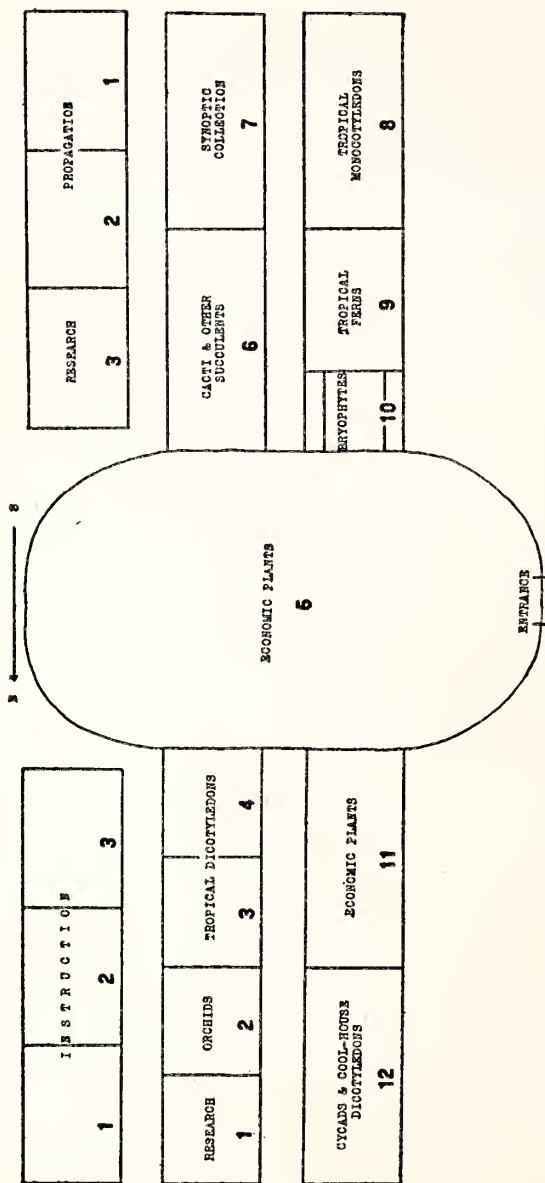 INSTRUCTION
1
2
3
N
S
RESEARCH
3
PROPAGATION
2
1
RESEARCH
1
ORCHIDS
2
TROPICAL DICOTYLEDONS
3
4
CACTI & OTHER
SUCCULENTS
6
SYNOPTIC
COLLECTION
7
ECONOMIC PLANTS
5
CYCADS & COOL-HOUSE
DICOTYLEDONS
12
ECONOMIC PLANTS
11
BRYOPHYTES
10
TROPICAL
FERNS
9
TROPICAL
MONOCOTYLEDONS
8
ENTRANCE